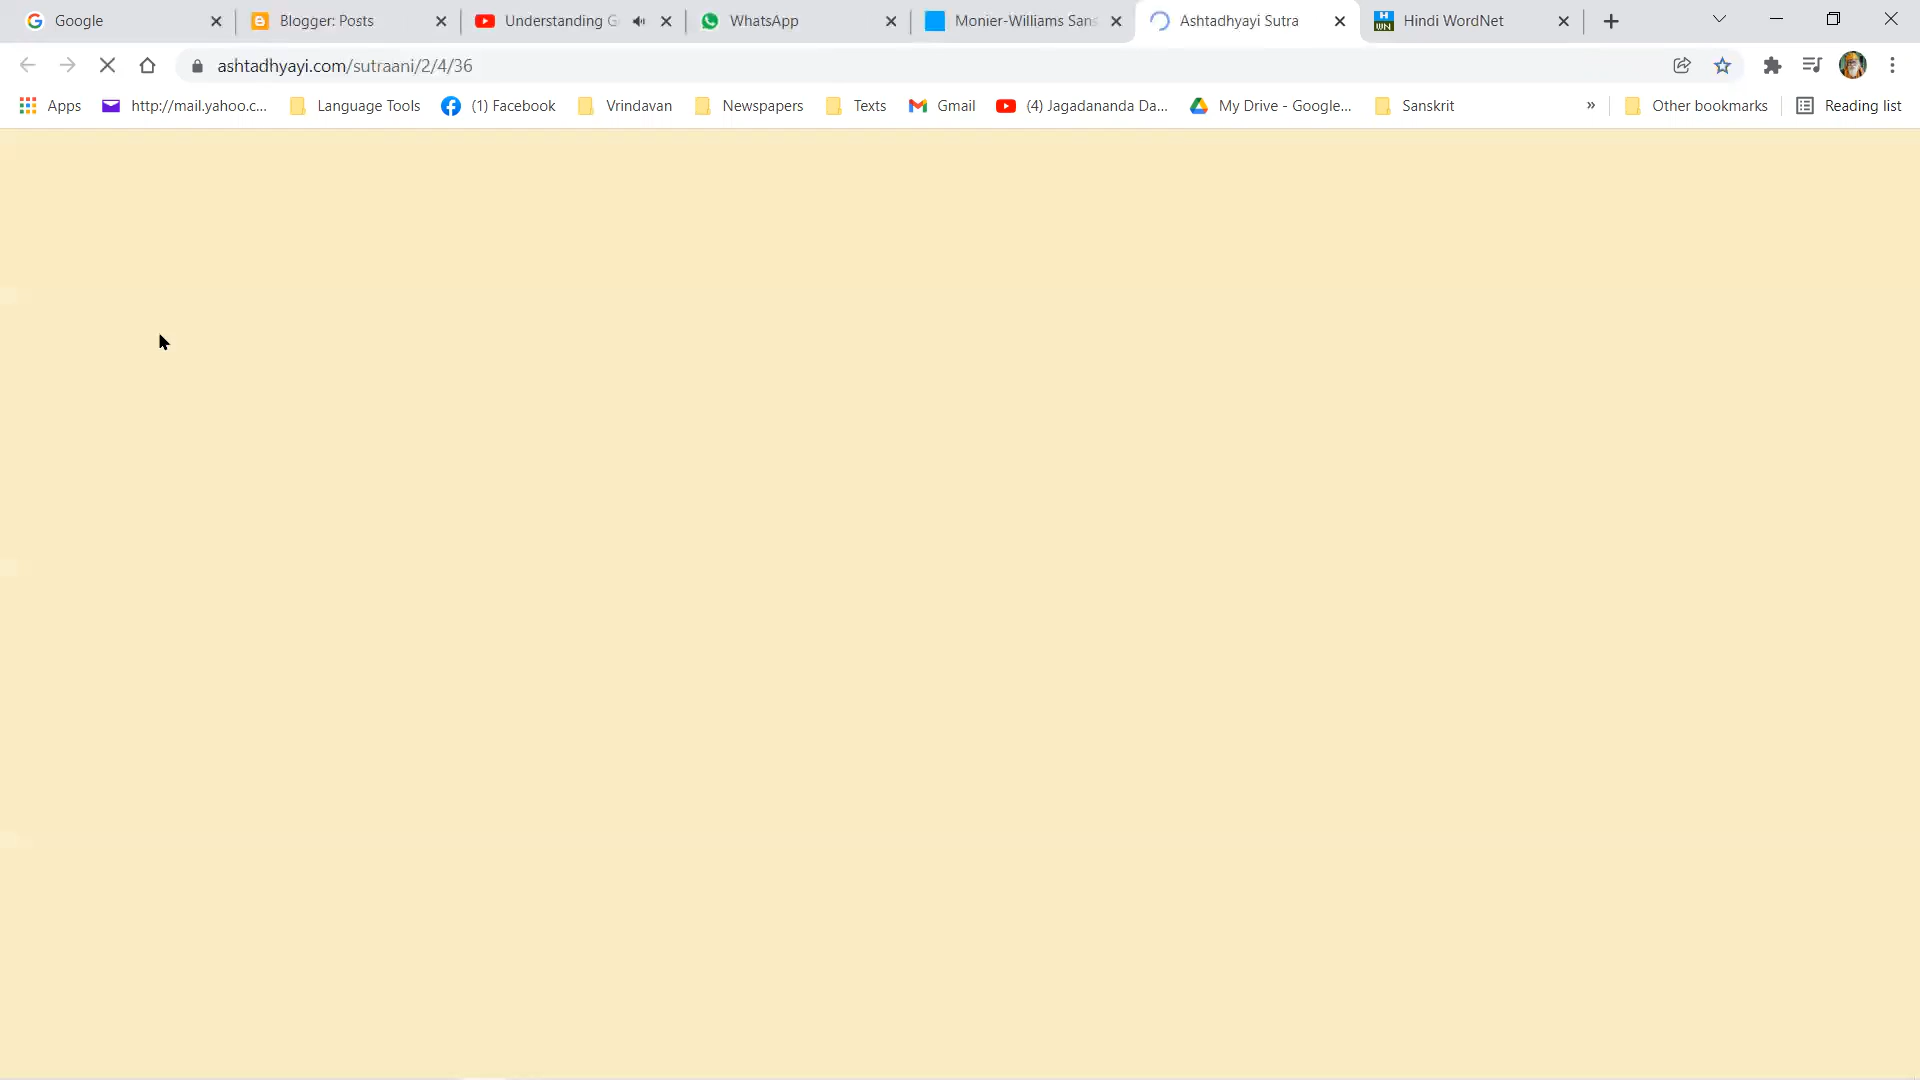 Google
Blogger: Posts
Understanding G
WhatsApp
Monier-Williams Sans
Ashtadhyayi Sutra
Hindi WordNet
ashtadhyayi.com/sutraani/2/4/36
Apps
http://mail.yahoo.c...
Language Tools
(1) Facebook
Vrindavan
Newspapers
Texts
Gmail
(4) Jagadananda Da...
My Drive - Google...
Sanskrit
»
Other bookmarks
Reading list